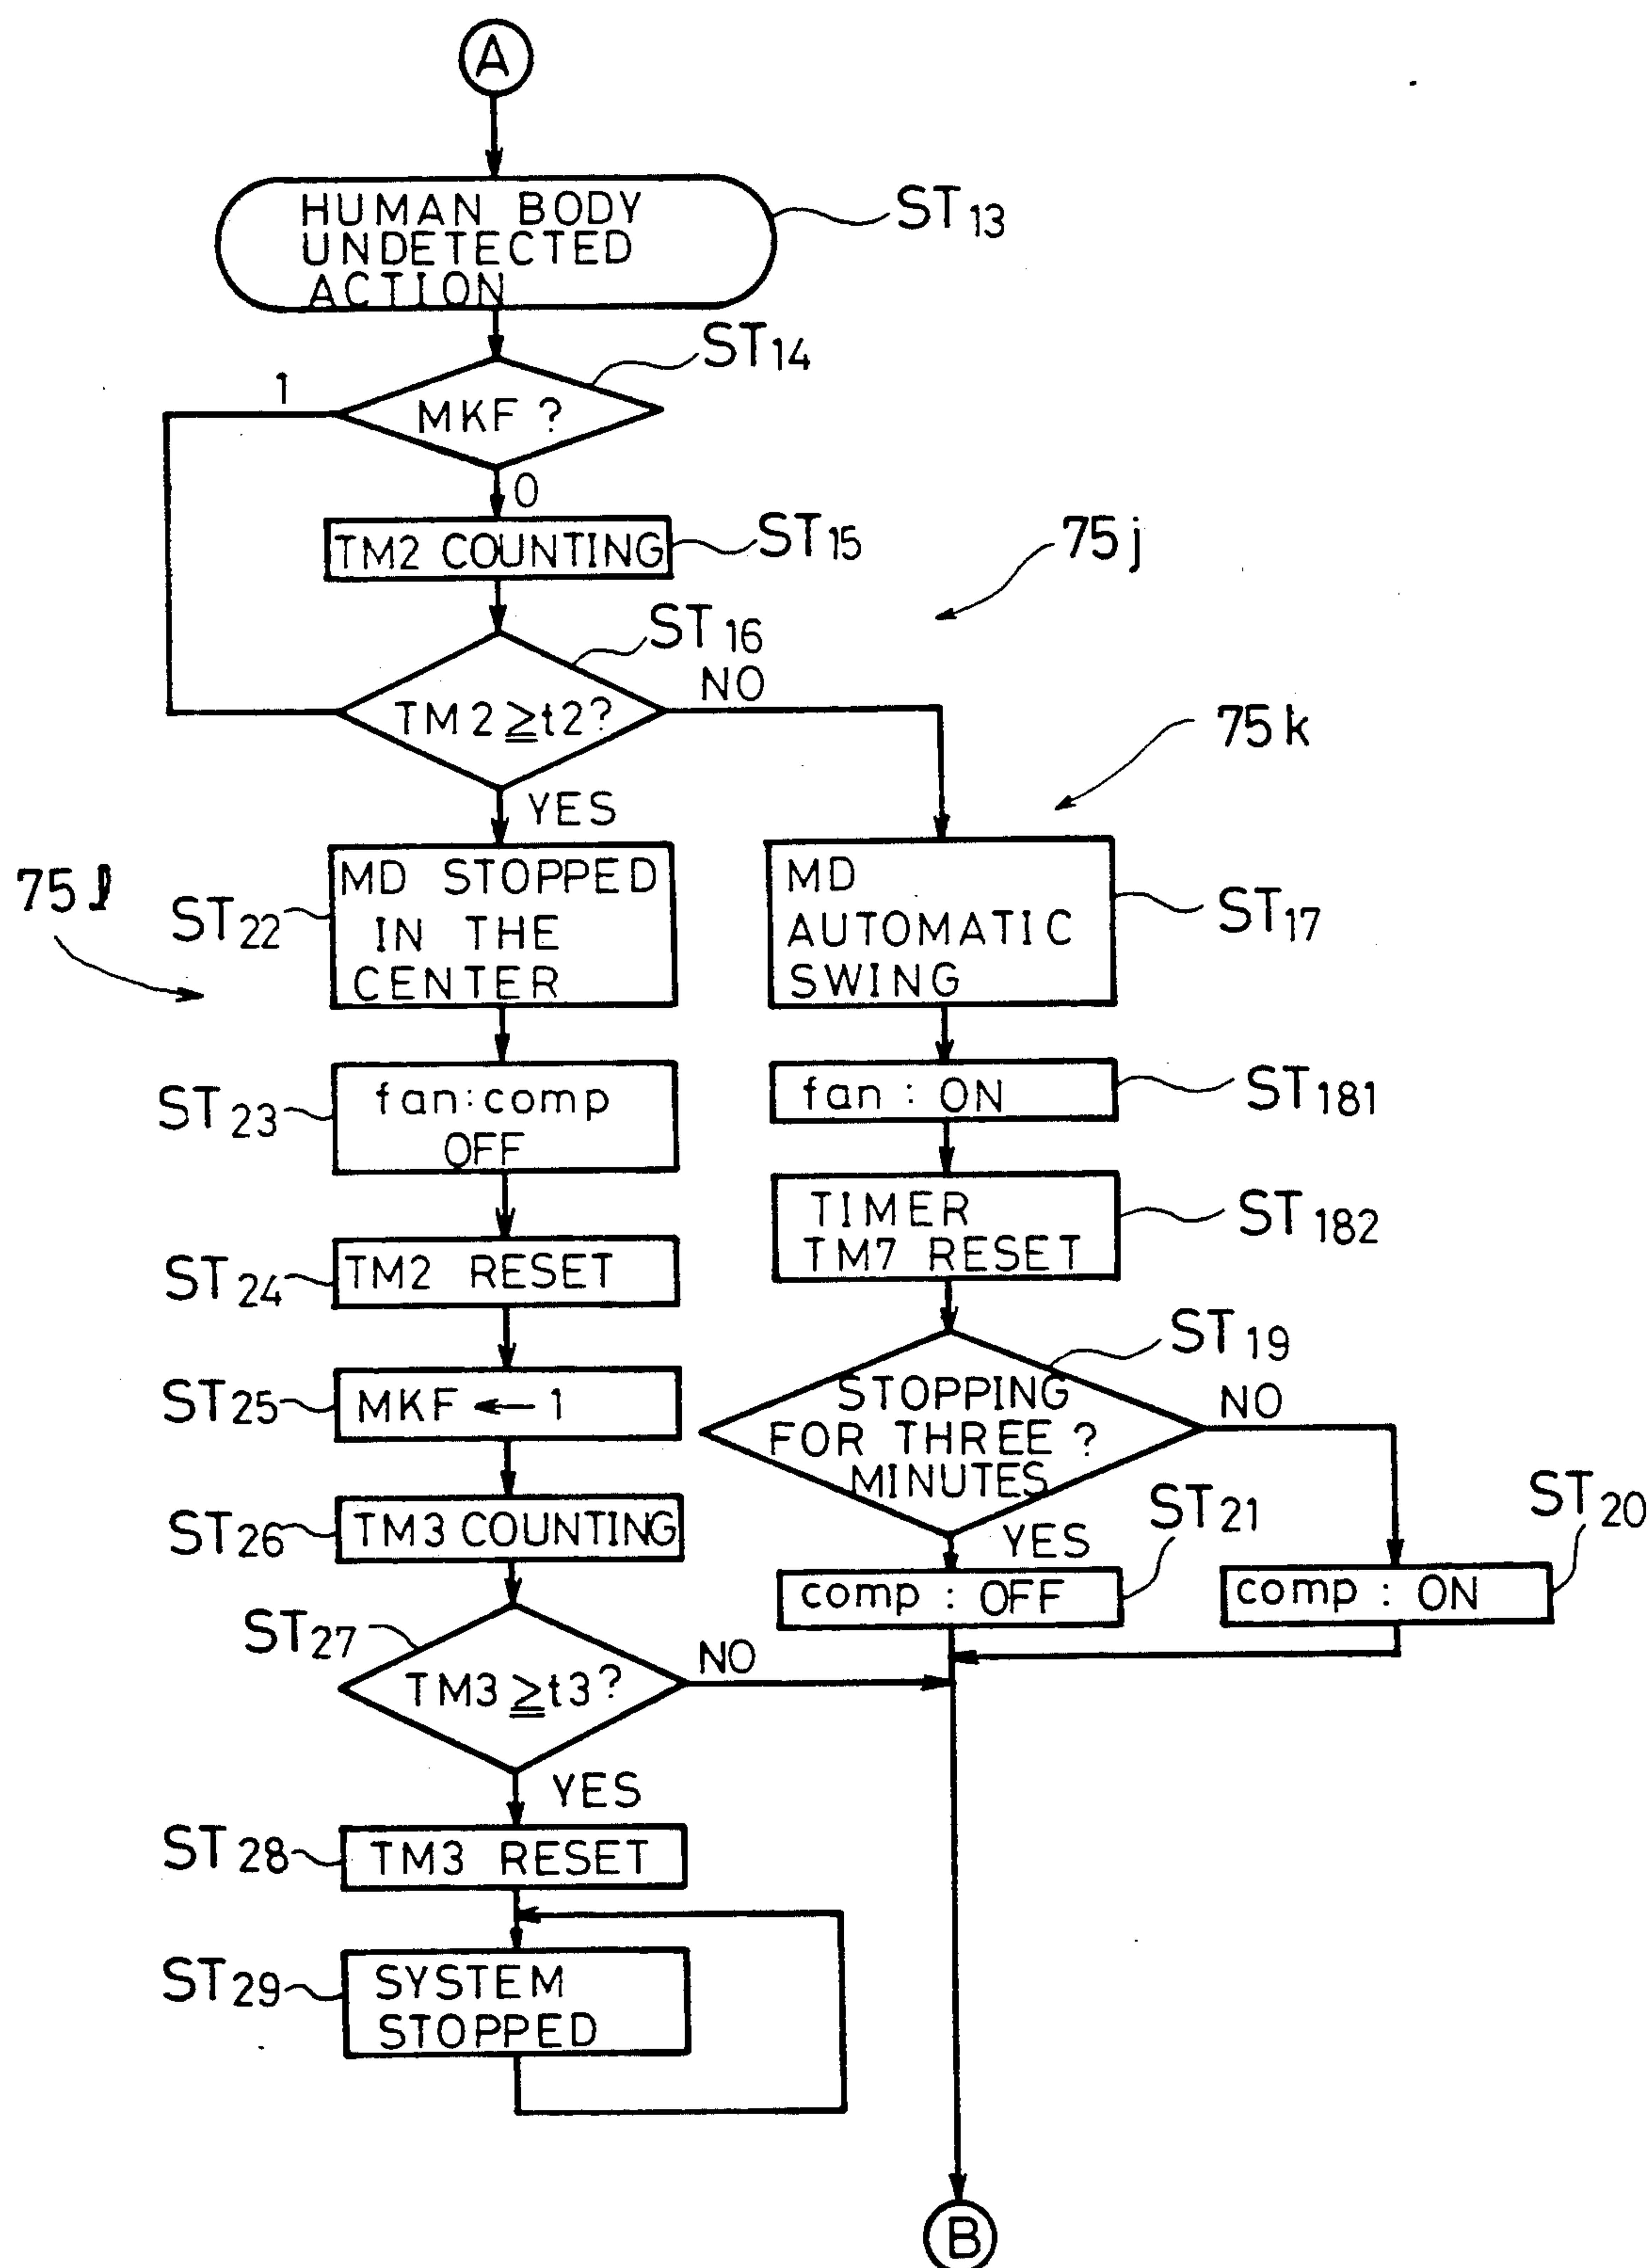 A
HUMAN BODY
UNDETECTED
ACTION
ST13
ST14
1
MKF ?
0
TM2 COUNTING
ST15
75j
ST16
TM2 ≧ t2?
NO
YES
75k
75l
ST22
MD STOPPED
IN THE
CENTER
MD
AUTOMATIC
SWING
ST17
ST23
fan:comp
OFF
fan : ON
ST181
TIMER
TM7 RESET
ST182
ST24
TM2 RESET
ST19
STOPPING
FOR THREE ?
MINUTES
NO
YES
ST25
MKF ← 1
ST26
TM3 COUNTING
ST21
comp : OFF
ST20
comp : ON
ST27
TM3 ≧ t3?
NO
YES
ST28
TM3 RESET
ST29
SYSTEM
STOPPED
B